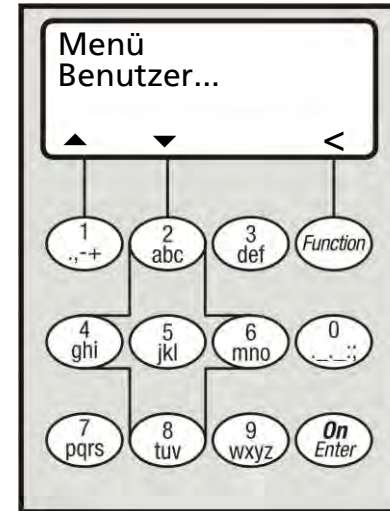 Menü
Benutzer...
▲ ▼ <
1 2 3 Function
.,-+ abc def
4 5 6 0
ghi jkl mno ._._:;
7 8 9 On
pqrs tuv wxyz Enter